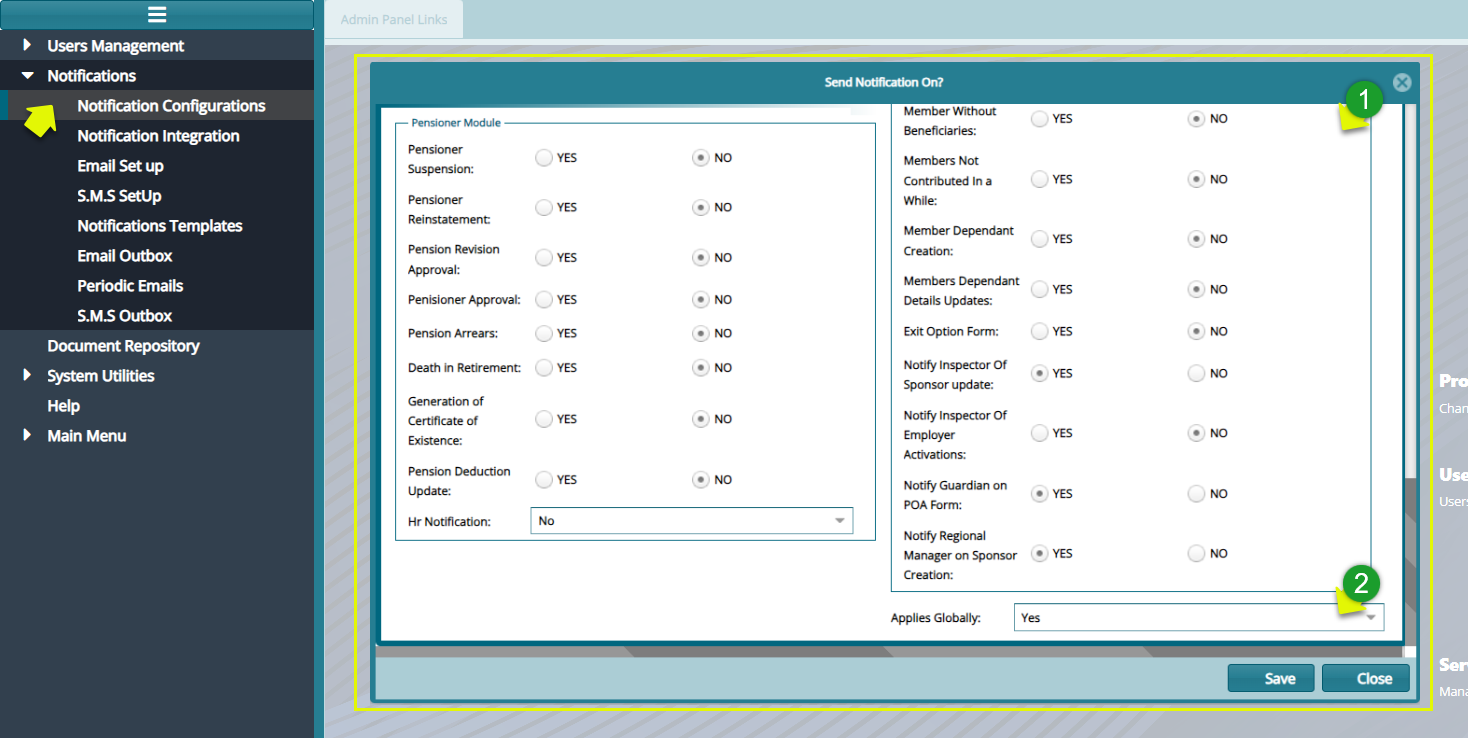 Users Management
Notifications
Notification Configurations
Notification Integration
Email Set up
S.M.S SetUp
Notifications Templates
Email Outbox
Periodic Emails
S.M.S Outbox
Document Repository
System Utilities
Help
Main Menu
Admin Panel Links
Send Notification On?
1
Pensioner Module
Pensioner
Suspension:
YES NO
Pensioner
Reinstatement:
YES NO
Pension Revision
Approval:
YES NO
Penisioner Approval: YES NO
Pension Arrears: YES NO
Death in Retirement: YES NO
Generation of
Certificate of
Existence:
YES NO
Pension Deduction
Update:
YES NO
Hr Notification: No
Member Without
Beneficiaries:
YES NO
Members Not
Contributed In a
While:
YES NO
Member Dependant
Creation:
YES NO
Members Dependant
Details Updates:
YES NO
Exit Option Form: YES NO
Notify Inspector Of
Sponsor update:
YES NO
Notify Inspector Of
Employer
Activations:
YES NO
Notify Guardian on
POA Form:
YES NO
Notify Regional
Manager on Sponsor
Creation:
YES NO
2
Applies Globally: Yes
Save Close
Pro
Chan
Use
Users
Ser
Mana